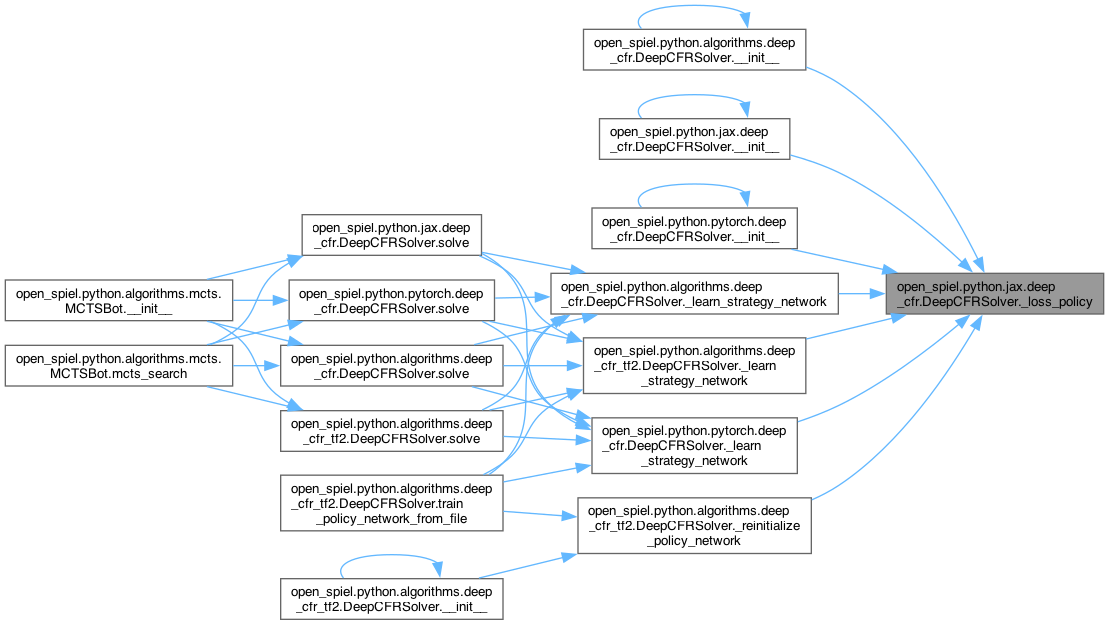 open_spiel.python.algorithms.deep
_cfr.DeepCFRSolver.__init__
open_spiel.python.jax.deep
_cfr.DeepCFRSolver.__init__
open_spiel.python.pytorch.deep
_cfr.DeepCFRSolver.__init__
open_spiel.python.jax.deep
_cfr.DeepCFRSolver.solve
open_spiel.python.algorithms.mcts.
MCTSBot.__init__
open_spiel.python.pytorch.deep
_cfr.DeepCFRSolver.solve
open_spiel.python.algorithms.deep
_cfr.DeepCFRSolver._learn_strategy_network
open_spiel.python.jax.deep
_cfr.DeepCFRSolver._loss_policy
open_spiel.python.algorithms.mcts.
MCTSBot.mcts_search
open_spiel.python.algorithms.deep
_cfr.DeepCFRSolver.solve
open_spiel.python.algorithms.deep
_cfr_tf2.DeepCFRSolver._learn
_strategy_network
open_spiel.python.algorithms.deep
_cfr_tf2.DeepCFRSolver.solve
open_spiel.python.pytorch.deep
_cfr.DeepCFRSolver._learn
_strategy_network
open_spiel.python.algorithms.deep
_cfr_tf2.DeepCFRSolver.train
_policy_network_from_file
open_spiel.python.algorithms.deep
_cfr_tf2.DeepCFRSolver._reinitialize
_policy_network
open_spiel.python.algorithms.deep
_cfr_tf2.DeepCFRSolver.__init__